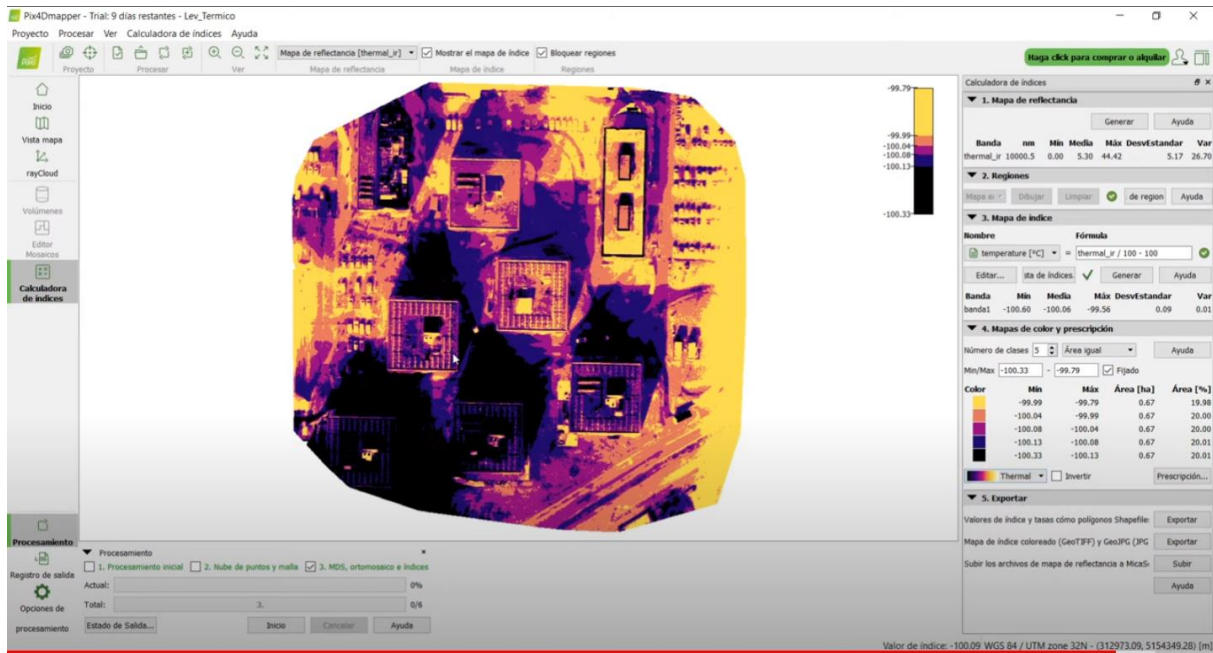 Pix4Dmapper - Trial: 9 días restantes - Lev_Termico
Proyecto Procesar Ver Calculadora de índices Ayuda
Mapa de reflectancia [thermal_ir] Mostrar el mapa de índice Bloquear regiones
Haga click para comprar o alquilar
Proyecto Procesar Ver Mapa de reflectancia Mapa de índice Regiones
Inicio
Vista mapa
rayCloud
Volúmenes
Editor
Mosaicos
Calculadora
de índices
Procesamiento
Registro de salida
Opciones de
procesamiento
-99.79
-99.99
-100.04
-100.08
-100.13
-100.33
Calculadora de índices
1. Mapa de reflectancia
Generar Ayuda
Banda nm Mín Media Máx DesvEstandar Var
thermal_ir 10000.5 0.00 5.30 44.42 5.17 26.70
2. Regiones
Dibujar Limpiar de region Ayuda
3. Mapa de índice
Nombre Fórmula
temperature [ºC] = thermal_ir / 100 - 100
Editar... sta de índices. Generar Ayuda
Banda Mín Media Máx DesvEstandar Var
banda1 -100.60 -100.06 -99.56 0.09 0.01
4. Mapas de color y prescripción
Número de clases 5 Área igual Ayuda
Min/Max -100.33 - -99.79 Fijado
Color Mín Máx Área [ha] Área [%]
-99.99 -99.79 0.67 19.98
-100.04 -99.99 0.67 20.00
-100.08 -100.04 0.67 20.00
-100.13 -100.08 0.67 20.01
-100.33 -100.13 0.67 20.01
Thermal Invertir Prescripción...
5. Exportar
Valores de índice y tasas cómo polígonos Shapefile: Exportar
Mapa de índice coloreado (GeoTIFF) y GeoJPG (JPG Exportar
Subir los archivos de mapa de reflectancia a MicaS Subir
Ayuda
Procesamiento
1. Procesamiento inicial 2. Nube de puntos y malla 3. MDS, ortomosaico e índices
Actual: 0%
Total: 3. 0/6
Estado de Salida... Inicio Cancelar Ayuda
Valor de índice: -100.09 WGS 84 / UTM zone 32N - (312973.09, 5154349.28) [m]